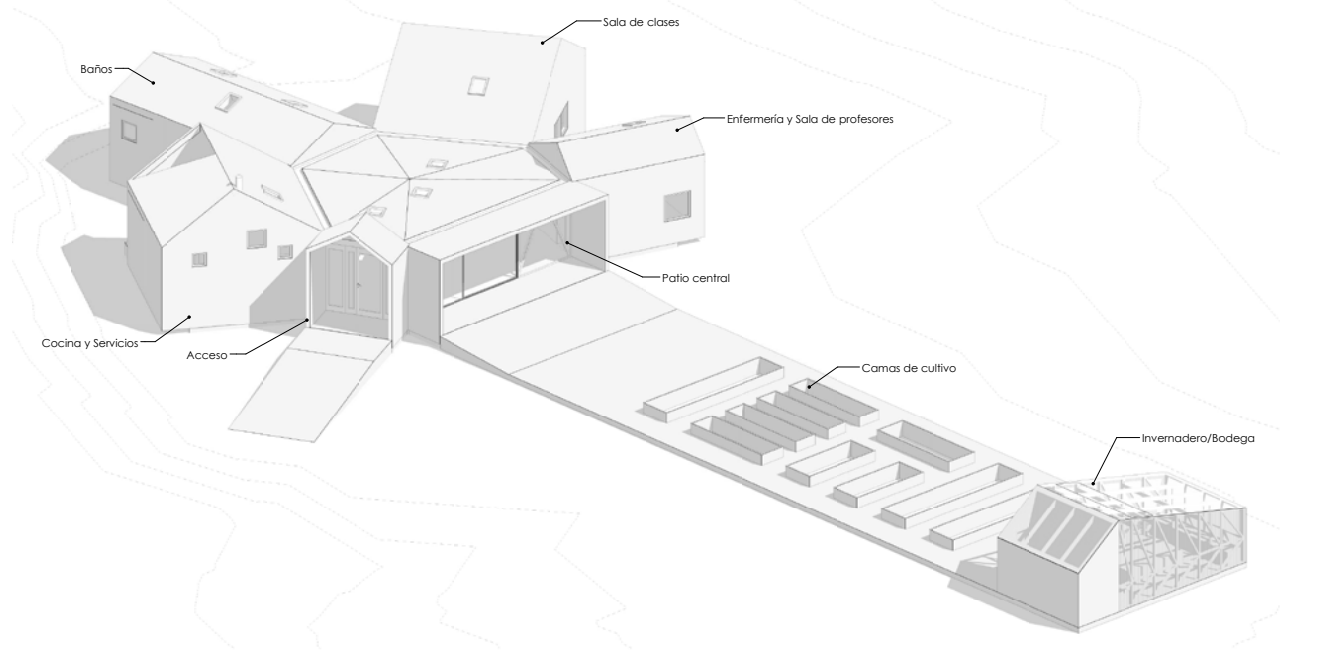 Sala de clases
Baños
Enfermería y Sala de profesores
Patio central
Cocina y Servicios
Acceso
Camas de cultivo
Invernadero/Bodega